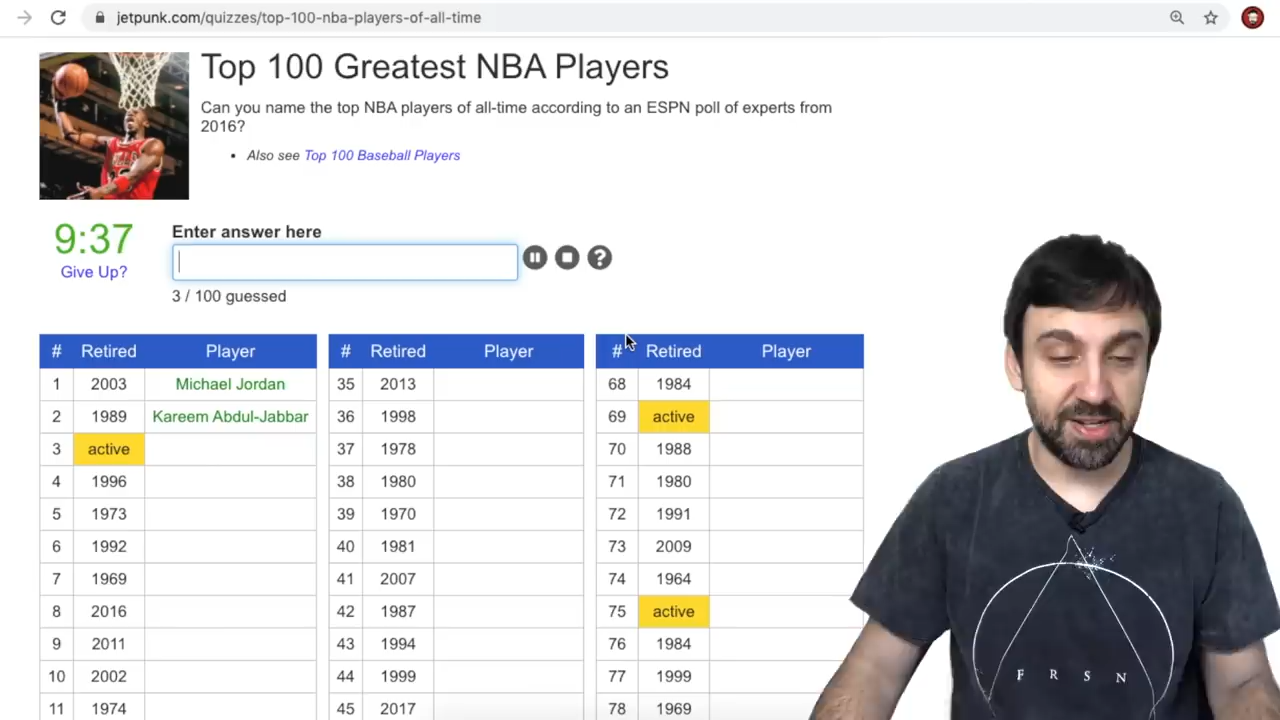 jetpunk.com/quizzes/top-100-nba-players-of-all-time
Top 100 Greatest NBA Players
Can you name the top NBA players of all-time according to an ESPN poll of experts from
2016?
• Also see Top 100 Baseball Players
9:37
Give Up?
Enter answer here
?
3 / 100 guessed
# Retired Player # Retired Player # Retired Player
1 2003 Michael Jordan 35 2013 68 1984
2 1989 Kareem Abdul-Jabbar 36 1998 69 active
3 active 37 1978 70 1988
4 1996 38 1980 71 1980
5 1973 39 1970 72 1991
6 1992 40 1981 73 2009
7 1969 41 2007 74 1964
8 2016 42 1987 75 active
9 2011 43 1994 76 1984
10 2002 44 1999 77 1999
11 1974 45 2017 78 1969
F R S N